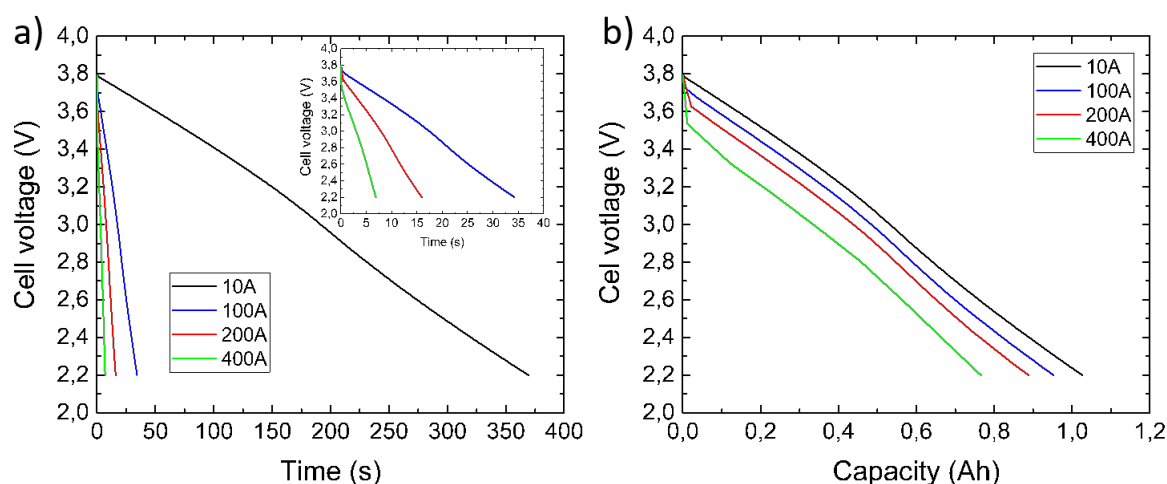 a)
Cell voltage (V)
4,0
3,8
3,6
3,4
3,2
3,0
2,8
2,6
2,4
2,2
2,0
0 50 100 150 200 250 300 350 400
Time (s)
10A
100A
200A
400A
Cell voltage (V)
4,0
3,8
3,6
3,4
3,2
3,0
2,8
2,6
2,4
2,2
2,0
0 5 10 15 20 25 30 35 40
Time (s)
b)
Cel votlage (V)
4,0
3,8
3,6
3,4
3,2
3,0
2,8
2,6
2,4
2,2
2,0
0,0 0,2 0,4 0,6 0,8 1,0 1,2
Capacity (Ah)
10A
100A
200A
400A